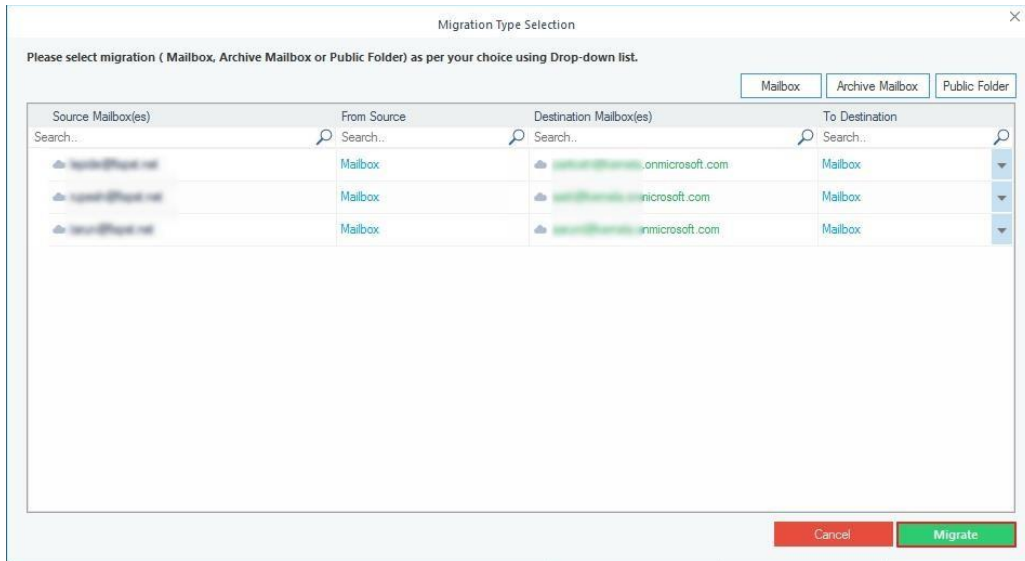 Migration Type Selection
Please select migration ( Mailbox, Archive Mailbox or Public Folder) as per your choice using Drop-down list.
Mailbox Archive Mailbox Public Folder
Source Mailbox(es) From Source Destination Mailbox(es) To Destination
Search.. Search.. Search.. Search..
Mailbox .onmicrosoft.com Mailbox
Mailbox nicrosoft.com Mailbox
Mailbox nmicrosoft.com Mailbox
Cancel Migrate